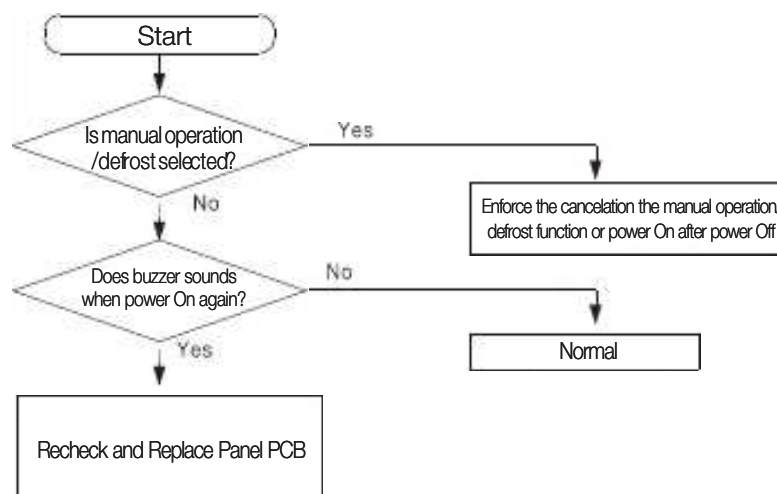 Start
Is manual operation
/defrost selected?
Yes
Enforce the cancelation the manual operation/
defrost function or power On after power Off
No
Does buzzer sounds
when power On again?
No
Normal
Yes
Recheck and Replace Panel PCB